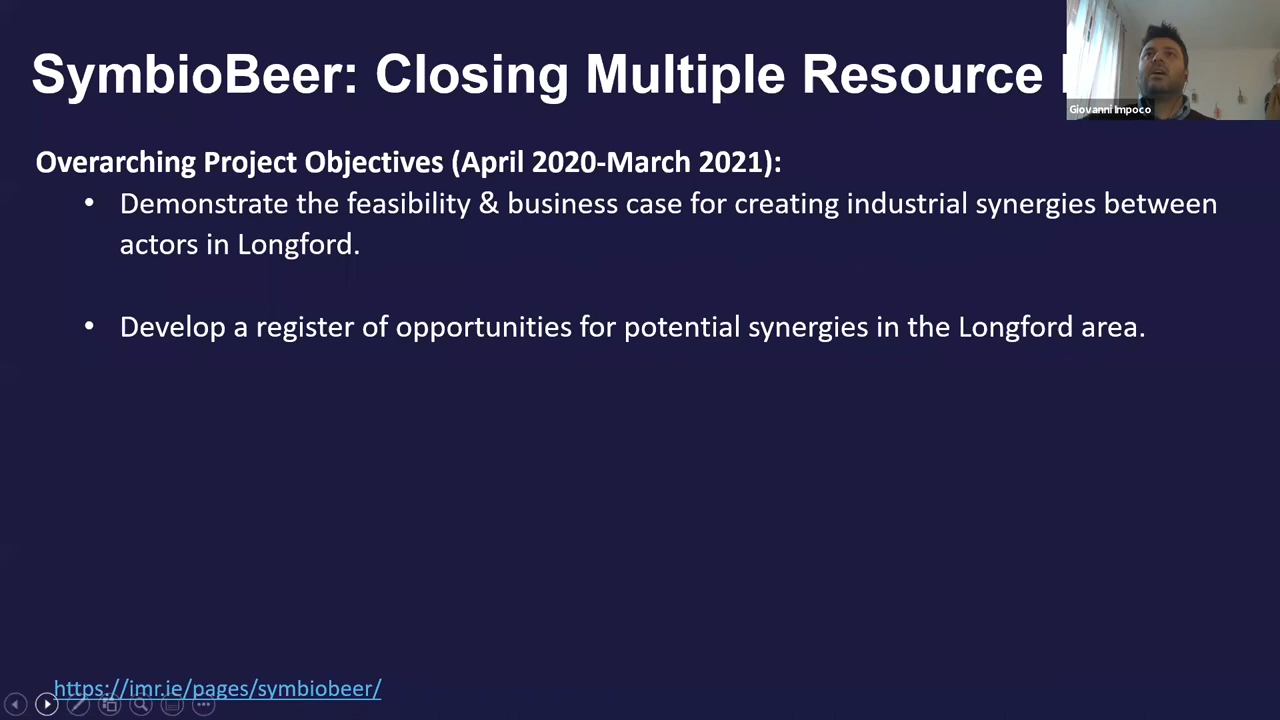 SymbioBeer: Closing Multiple Resource
Giovanni Impoco
Overarching Project Objectives (April 2020-March 2021):
• Demonstrate the feasibility & business case for creating industrial synergies between
actors in Longford.
• Develop a register of opportunities for potential synergies in the Longford area.
https://imr.ie/pages/symbiobeer/